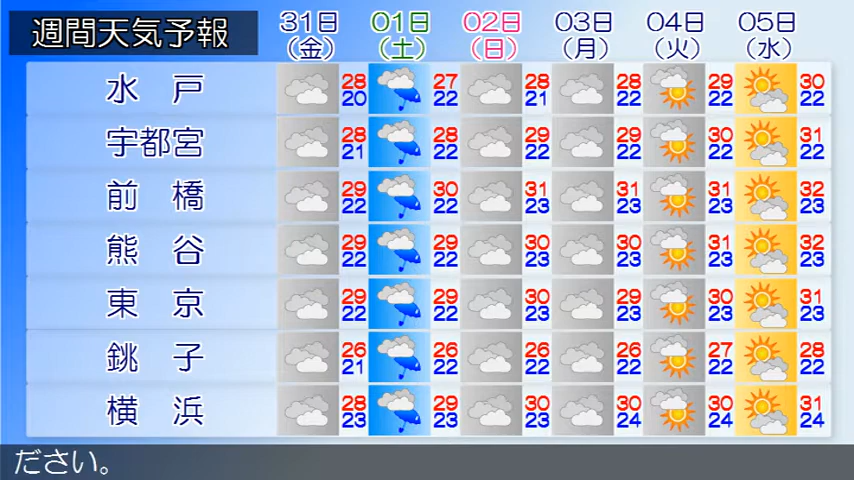 週間天気予報 31日 01日 02日 03日 04日 05日
(金) (土) (日) (月) (火) (水)
水戸 28 27 28 28 29 30
20 22 21 22 22 22
宇都宮 28 28 29 29 30 31
21 22 22 22 22 22
前橋 29 30 31 31 31 32
22 22 23 23 23 23
熊谷 29 29 30 30 31 32
22 22 23 23 23 23
東京 29 29 30 29 30 31
22 22 23 23 23 23
銚子 26 26 26 26 27 28
21 22 22 22 22 22
横浜 28 29 30 30 30 31
23 23 23 24 24 24
ださい。